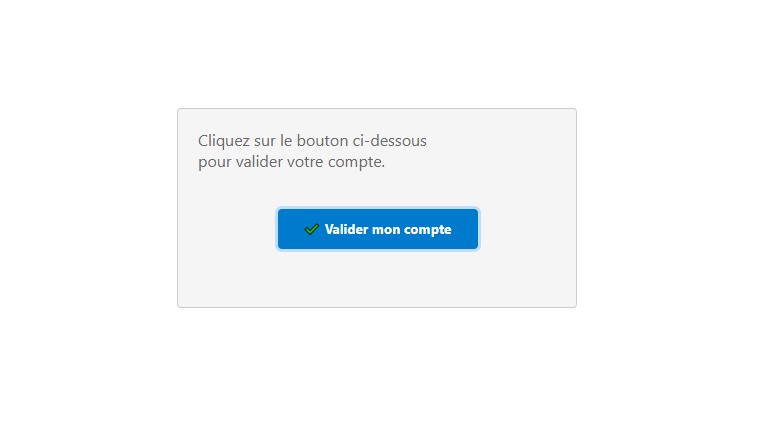 Cliquez sur le bouton ci-dessous
pour valider votre compte.
Valider mon compte